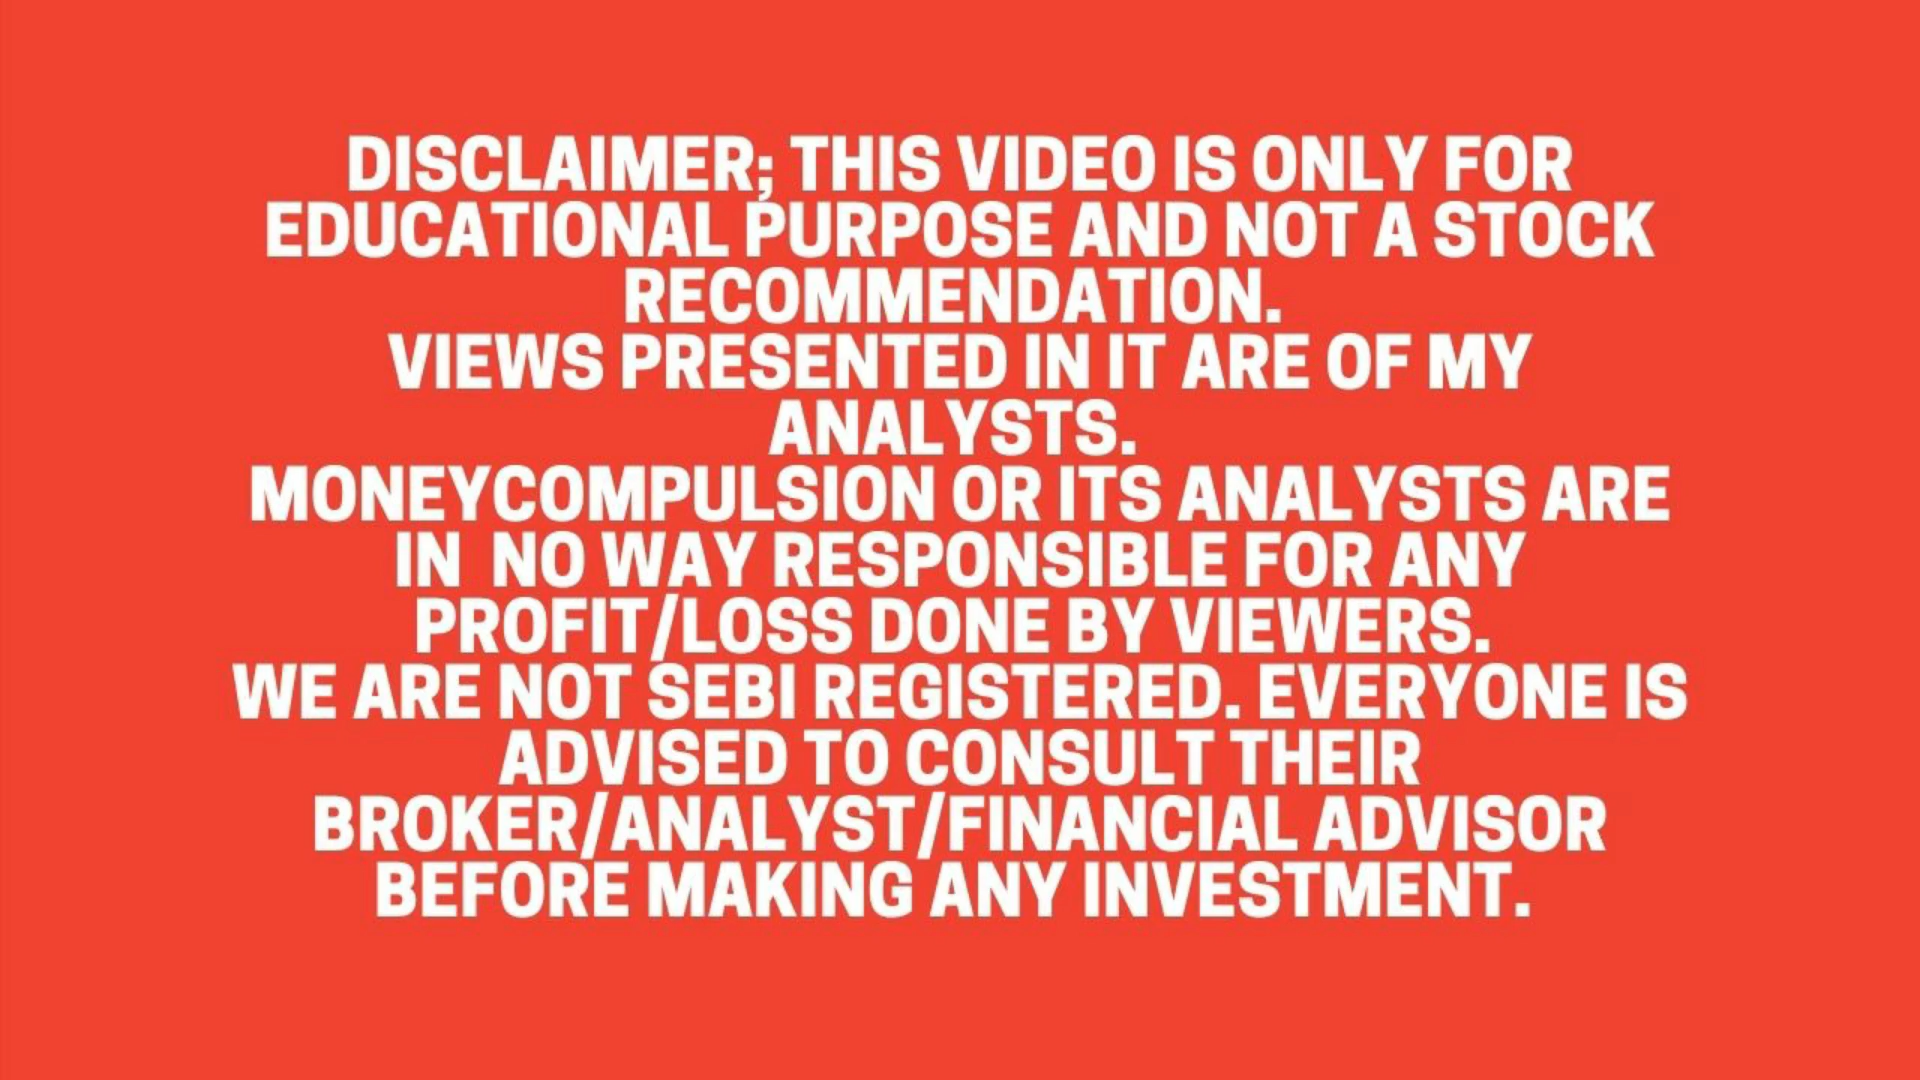 DISCLAIMER; THIS VIDEO IS ONLY FOR
EDUCATIONAL PURPOSE AND NOT A STOCK
RECOMMENDATION.
VIEWS PRESENTED IN IT ARE OF MY
ANALYSTS.
MONEYCOMPULSION OR ITS ANALYSTS ARE
IN  NO WAY RESPONSIBLE FOR ANY
PROFIT/LOSS DONE BY VIEWERS.
WE ARE NOT SEBI REGISTERED. EVERYONE IS
ADVISED TO CONSULT THEIR
BROKER/ANALYST/FINANCIAL ADVISOR
BEFORE MAKING ANY INVESTMENT.